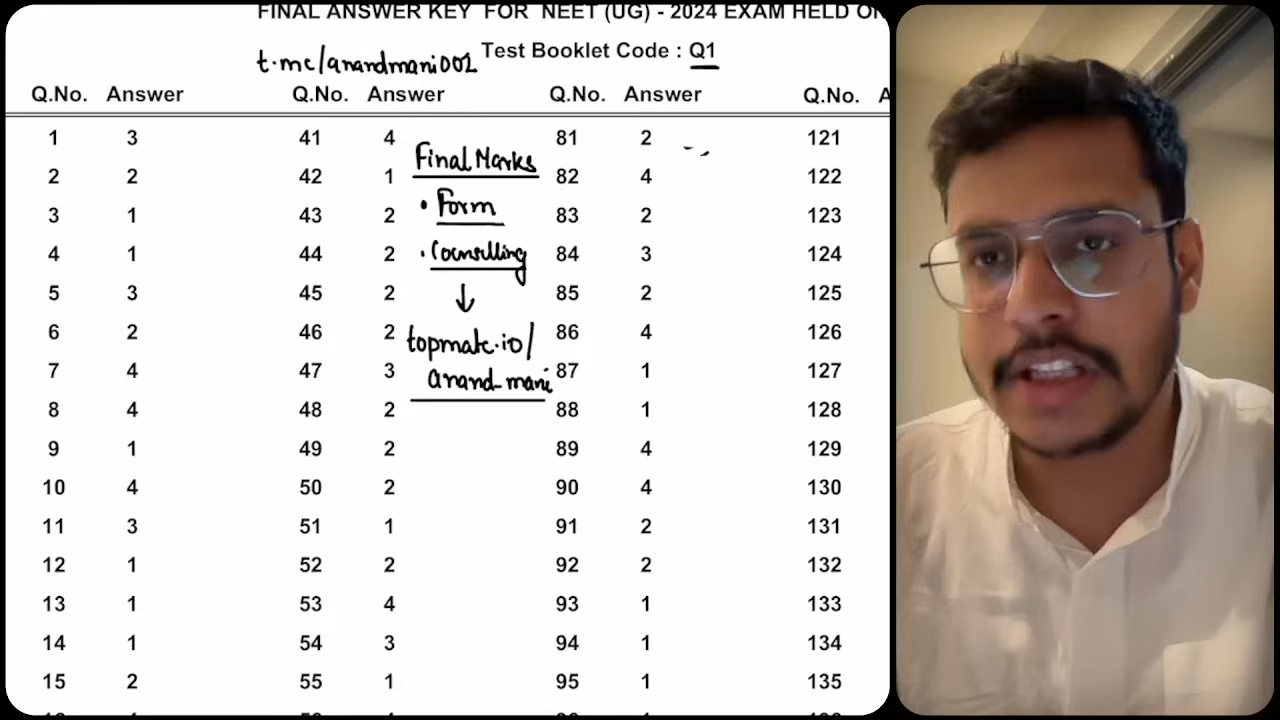 FINAL ANSWER KEY FOR NEET (UG) - 2024 EXAM HELD ON
t.me/anandmani001 Test Booklet Code : Q1
Q.No. Answer Q.No. Answer Q.No. Answer Q.No. A
1 3 41 4 81 2 121
Final Marks
2 2 42 1 82 4 122
3 1 43 2 • Form 83 2 123
4 1 44 2 • Counselling 84 3 124
5 3 45 2 ↓ 85 2 125
6 2 46 2 topmate.io/ 86 4 126
7 4 47 3 anand_mani 87 1 127
8 4 48 2 88 1 128
9 1 49 2 89 4 129
10 4 50 2 90 4 130
11 3 51 1 91 2 131
12 1 52 2 92 2 132
13 1 53 4 93 1 133
14 1 54 3 94 1 134
15 2 55 1 95 1 135